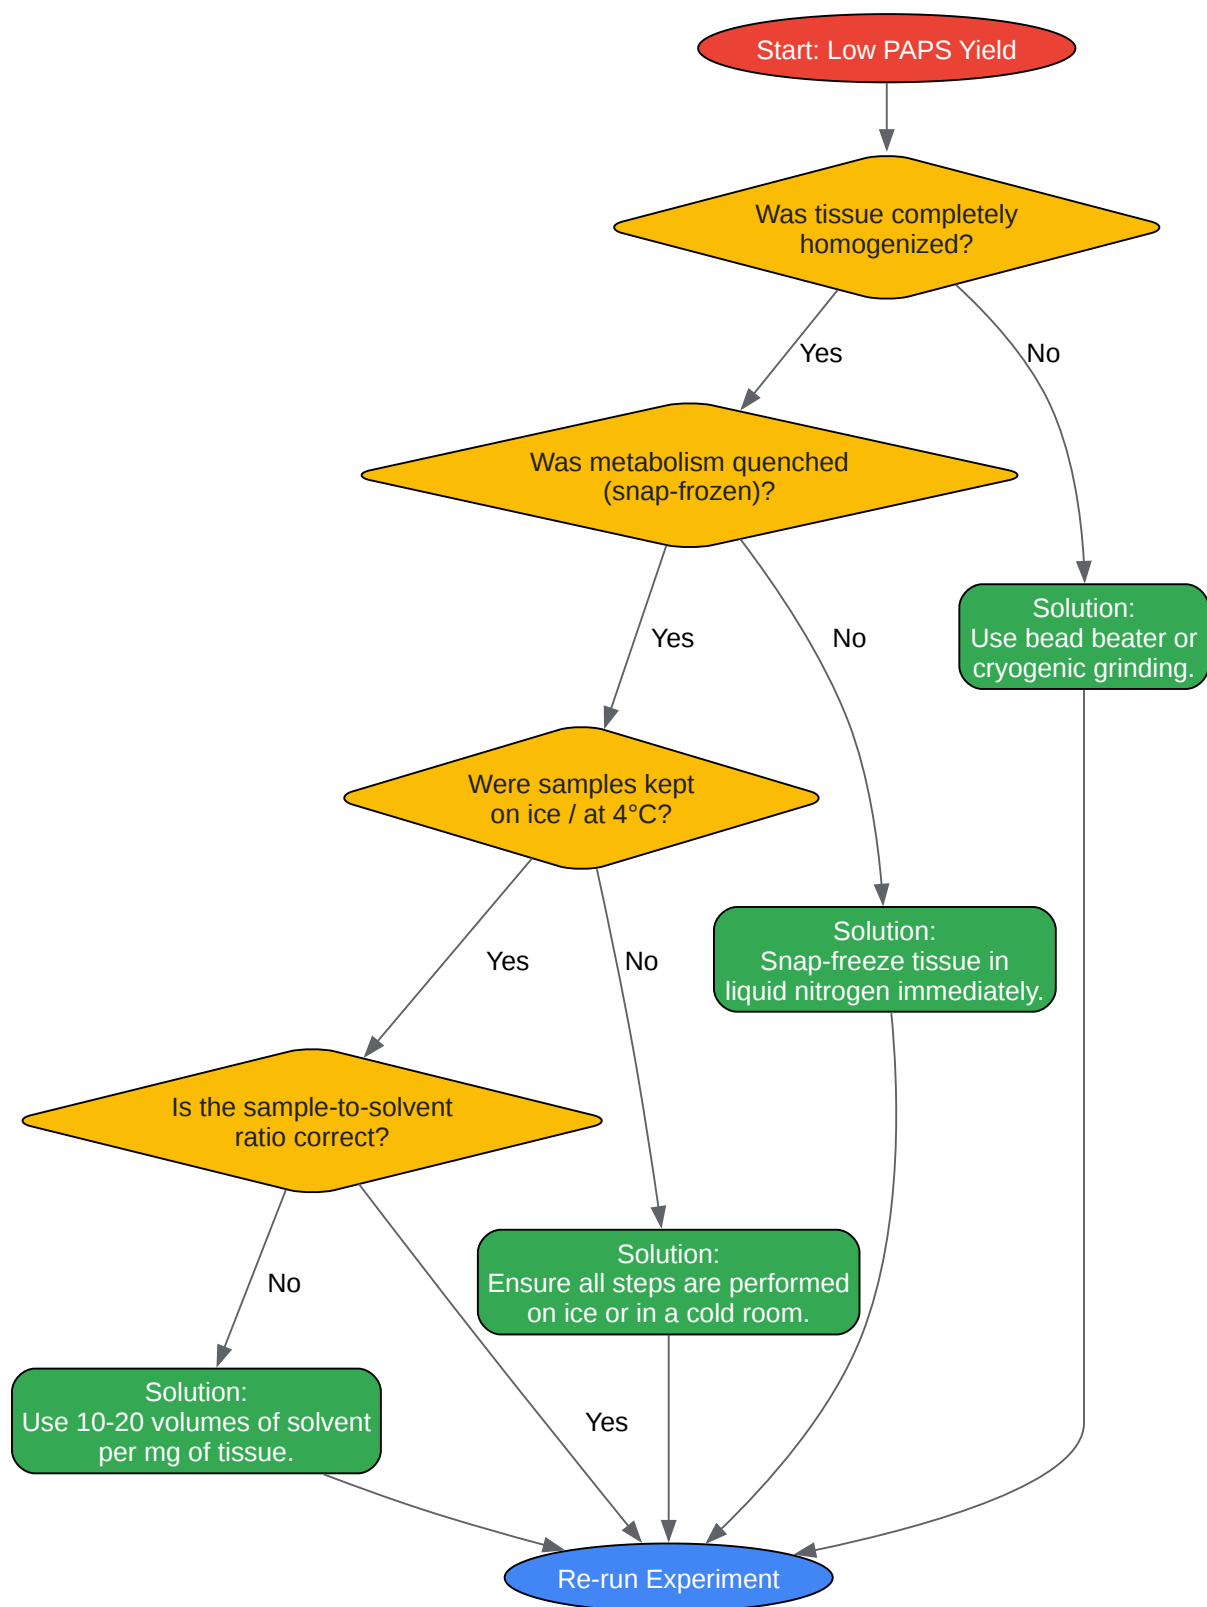 Start: Low PAPS Yield
Was tissue completely
homogenized?
Yes
No
Was metabolism quenched
(snap-frozen)?
Yes
No
Solution:
Use bead beater or
cryogenic grinding.
Were samples kept
on ice / at 4°C?
Yes
No
Solution:
Snap-freeze tissue in
liquid nitrogen immediately.
Is the sample-to-solvent
ratio correct?
No
Yes
Solution:
Ensure all steps are performed
on ice or in a cold room.
Solution:
Use 10-20 volumes of solvent
per mg of tissue.
Re-run Experiment